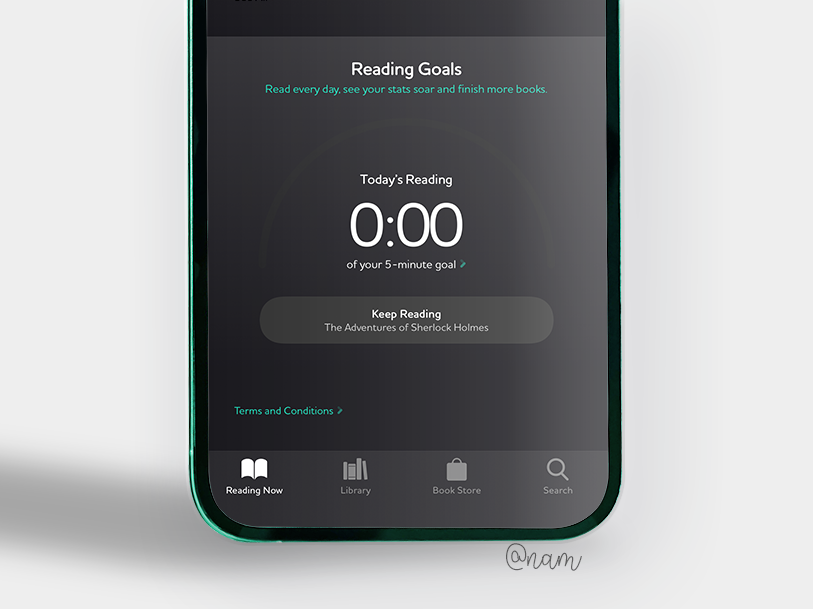 Reading Goals
Read every day, see your stats soar and finish more books.
Today's Reading
0:00
of your 5-minute goal
Keep Reading
The Adventures of Sherlock Holmes
Terms and Conditions
Reading Now
Library
Book Store
Search
@nam